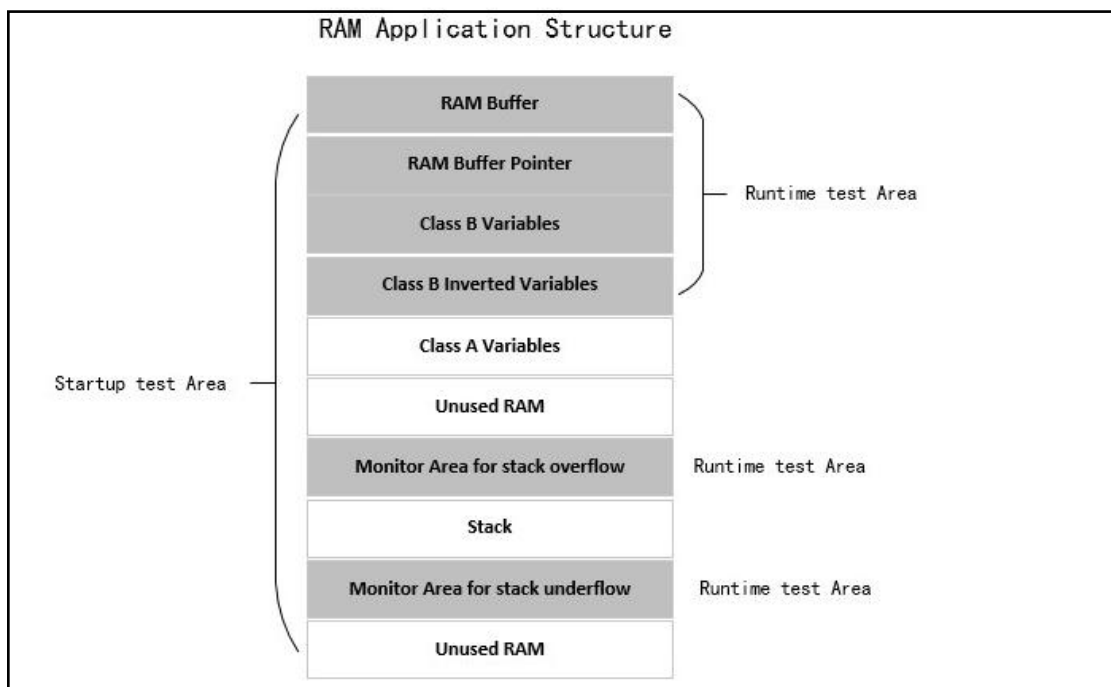 RAM Application Structure
RAM Buffer
RAM Buffer Pointer
Runtime test Area
Class B Variables
Class B Inverted Variables
Class A Variables
Startup test Area
Unused RAM
Monitor Area for stack overflow
Runtime test Area
Stack
Monitor Area for stack underflow
Runtime test Area
Unused RAM